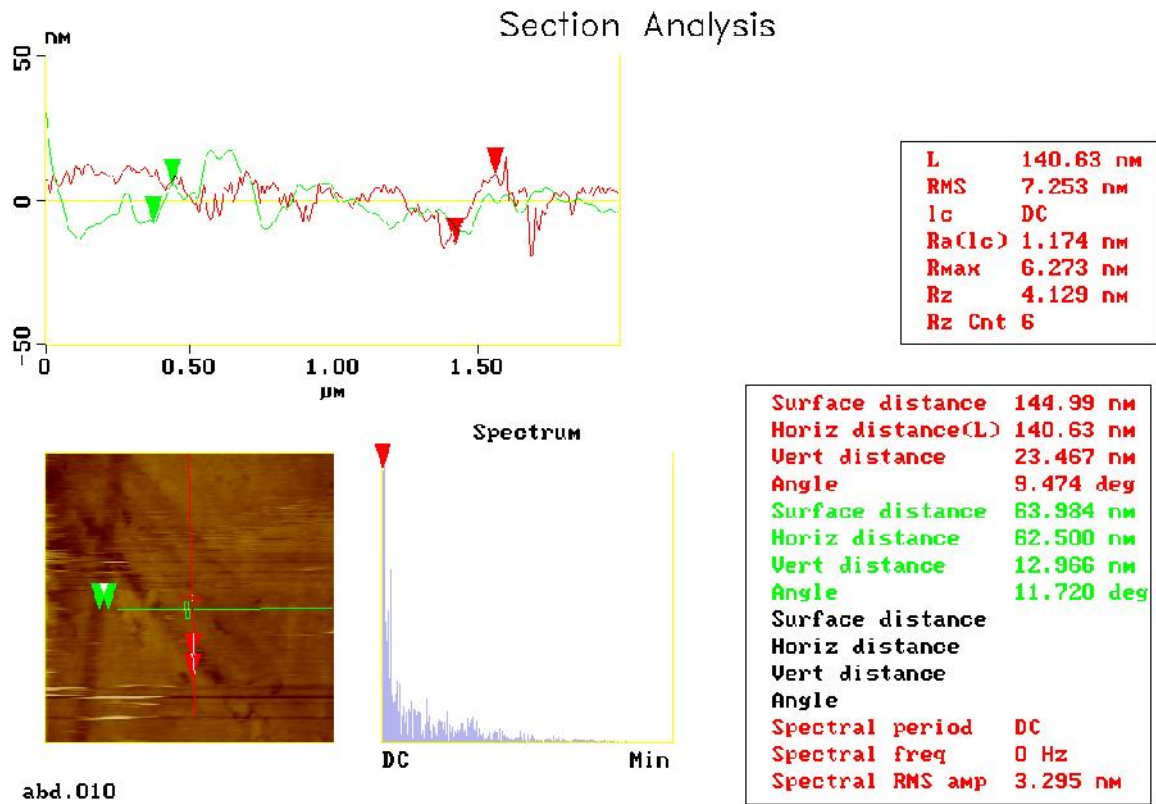 Section Analysis
nm
50
0
-50
0 0.50 1.00 1.50
µm
L 140.63 nm
RMS 7.253 nm
lc DC
Ra(lc) 1.174 nm
Rmax 6.273 nm
Rz 4.129 nm
Rz Cnt 6
Spectrum
DC Min
Surface distance 144.99 nm
Horiz distance(L) 140.63 nm
Vert distance 23.467 nm
Angle 9.474 deg
Surface distance 63.984 nm
Horiz distance 62.500 nm
Vert distance 12.966 nm
Angle 11.720 deg
Surface distance
Horiz distance
Vert distance
Angle
Spectral period DC
Spectral freq 0 Hz
Spectral RMS amp 3.295 nm
abd.010